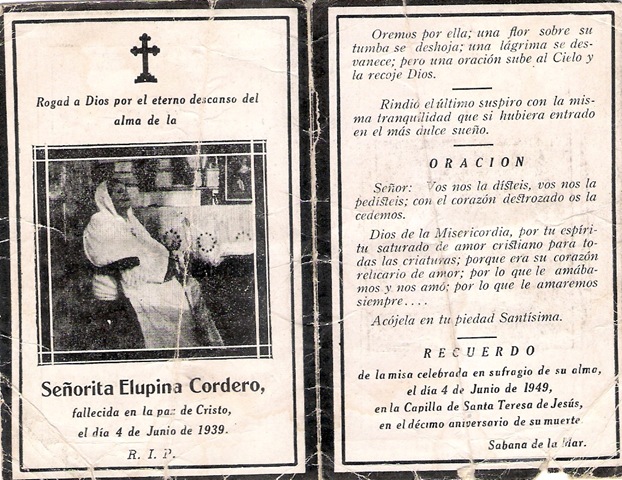 Rogad a Dios por el eterno descanso del
alma de la
Señorita Elupina Cordero,
fallecida en la paz de Cristo,
el día 4 de Junio de 1939.
R. I. P.
Oremos por ella; una flor sobre su
tumba se deshoja; una lágrima se des-
vanece; pero una oración sube al Cielo y
la recoje Dios.
Rindió el último suspiro con la mis-
ma tranquilidad que si hubiera entrado
en el más dulce sueño.
ORACION
Señor: Vos nos la dísteis, vos nos la
pedísteis; con el corazón destrozado os la
cedemos.
Dios de la Misericordia, por tu espíri-
tu saturado de amor cristiano para to-
das las criaturas; porque era su corazón
relicario de amor; por lo que le amába-
mos y nos amó; por lo que le amaremos
siempre....
Acójela en tu piedad Santísima.
RECUERDO
de la misa celebrada en sufragio de su alma,
el día 4 de Junio de 1949,
en la Capilla de Santa Teresa de Jesús,
en el décimo aniversario de su muerte
Sabana de la Mar.